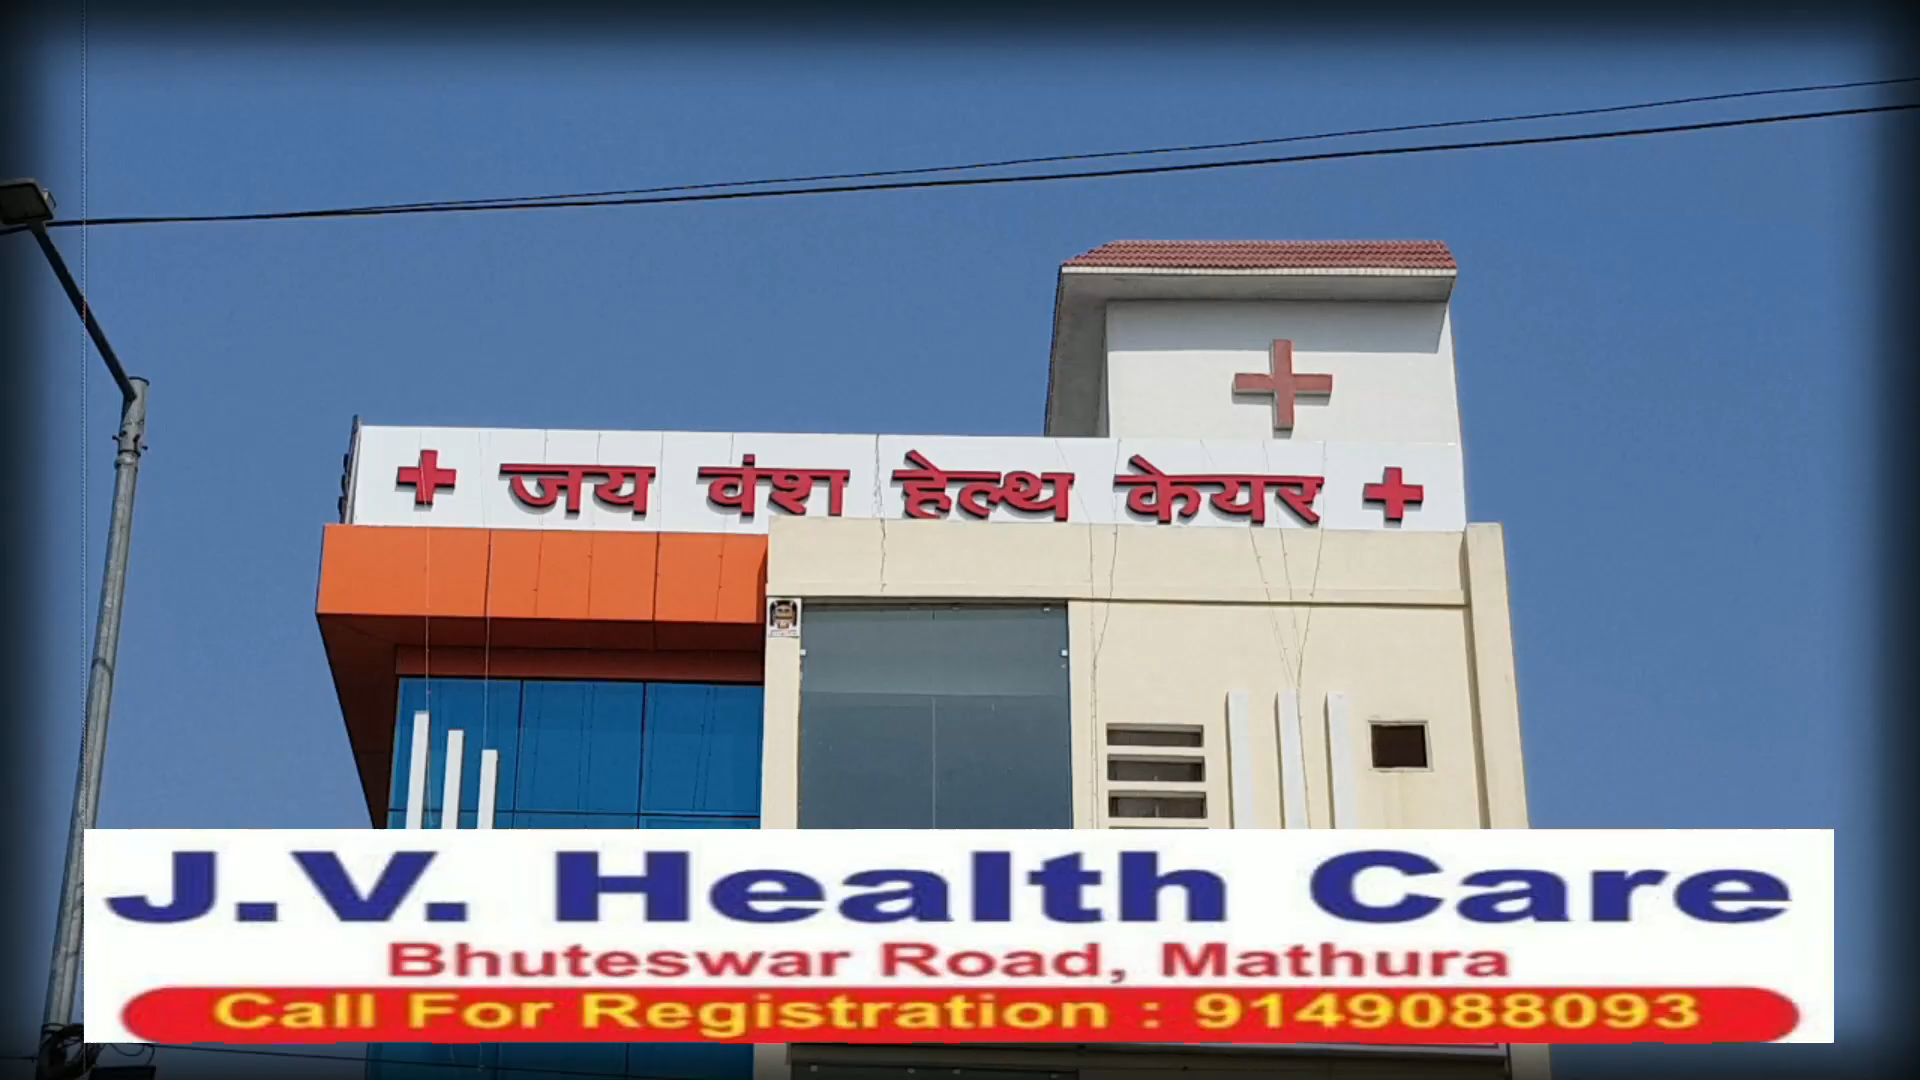 + जय वंश हेल्थ केयर +
J.V. Health Care
Bhuteswar Road, Mathura
Call For Registration : 9149088093